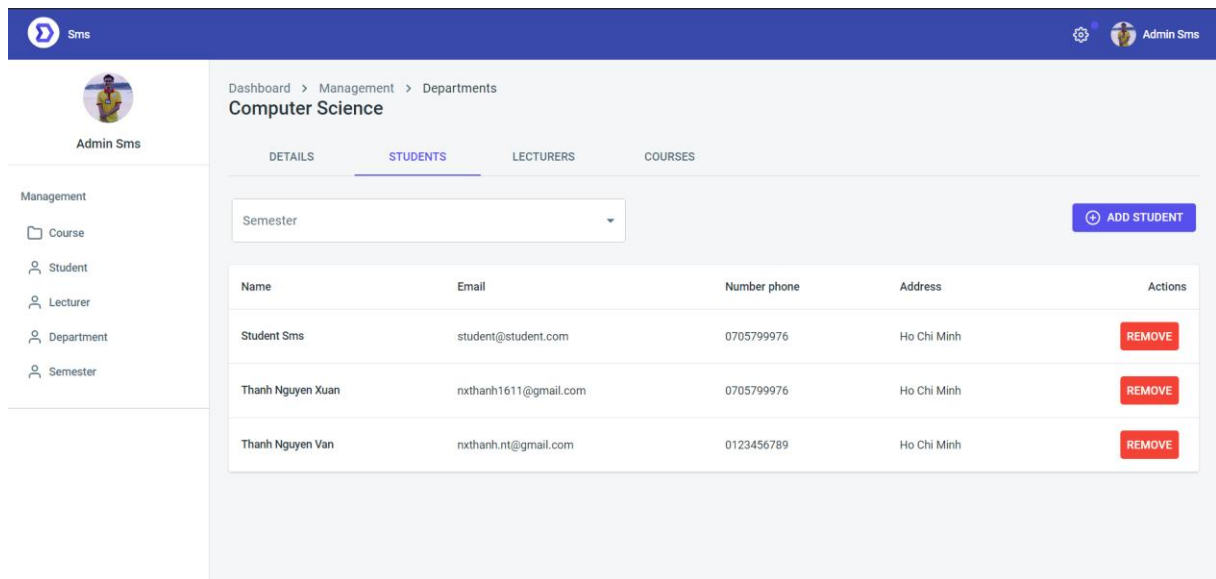 Sms
Admin Sms
Admin Sms
Management
Course
Student
Lecturer
Department
Semester
Dashboard > Management > Departments
Computer Science
DETAILS STUDENTS LECTURERS COURSES
Semester
ADD STUDENT
Name Email Number phone Address Actions
Student Sms student@student.com 0705799976 Ho Chi Minh REMOVE
Thanh Nguyen Xuan nxthanh1611@gmail.com 0705799976 Ho Chi Minh REMOVE
Thanh Nguyen Van nxthanh.nt@gmail.com 0123456789 Ho Chi Minh REMOVE